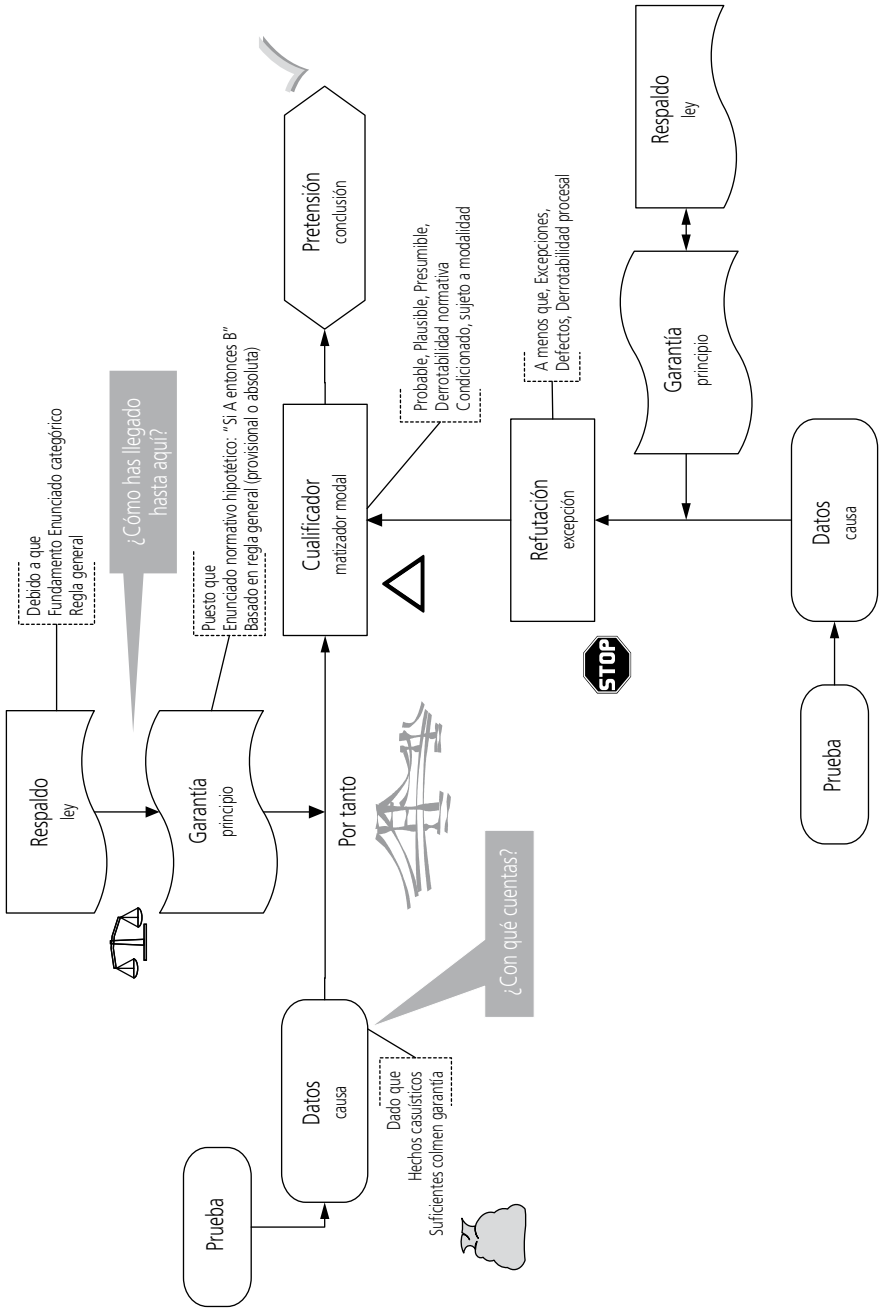 Respaldo
ley
Debido a que
Fundamento Enunciado categórico
Regla general
¿Cómo has llegado
hasta aquí?
Garantía
principio
Puesto que
Enunciado normativo hipotético: "Si A entonces B"
Basado en regla general (provisional o absoluta)
Prueba
Datos
causa
Por tanto
Cualificador
matizador modal
Pretensión
conclusión
Dado que
Hechos casuísticos
Suficientes colmen garantía
¿Con qué cuentas?
Probable, Plausible, Presumible,
Derrotabilidad normativa
Condicionado, sujeto a modalidad
STOP
Refutación
excepción
A menos que, Excepciones,
Defectos, Derrotabilidad procesal
Garantía
principio
Respaldo
ley
Prueba
Datos
causa